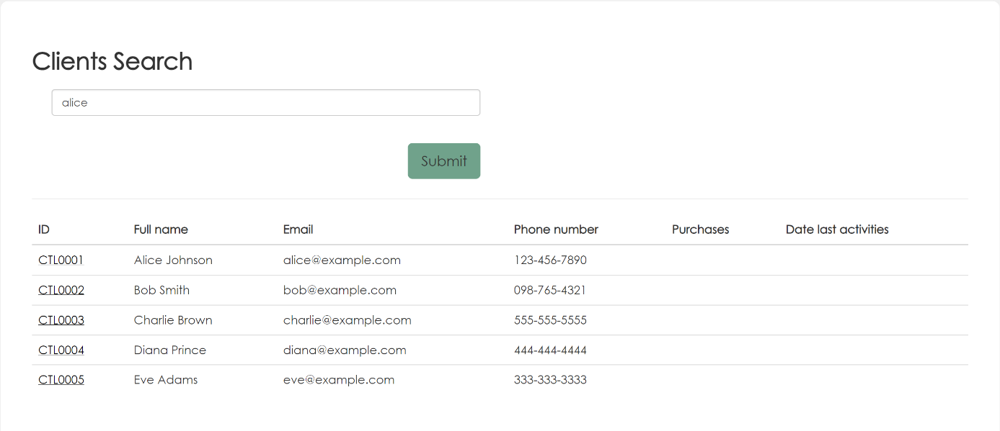 Clients Search
alice
Submit
ID Full name Email Phone number Purchases Date last activities
CTL0001 Alice Johnson alice@example.com 123-456-7890
CTL0002 Bob Smith bob@example.com 098-765-4321
CTL0003 Charlie Brown charlie@example.com 555-555-5555
CTL0004 Diana Prince diana@example.com 444-444-4444
CTL0005 Eve Adams eve@example.com 333-333-3333